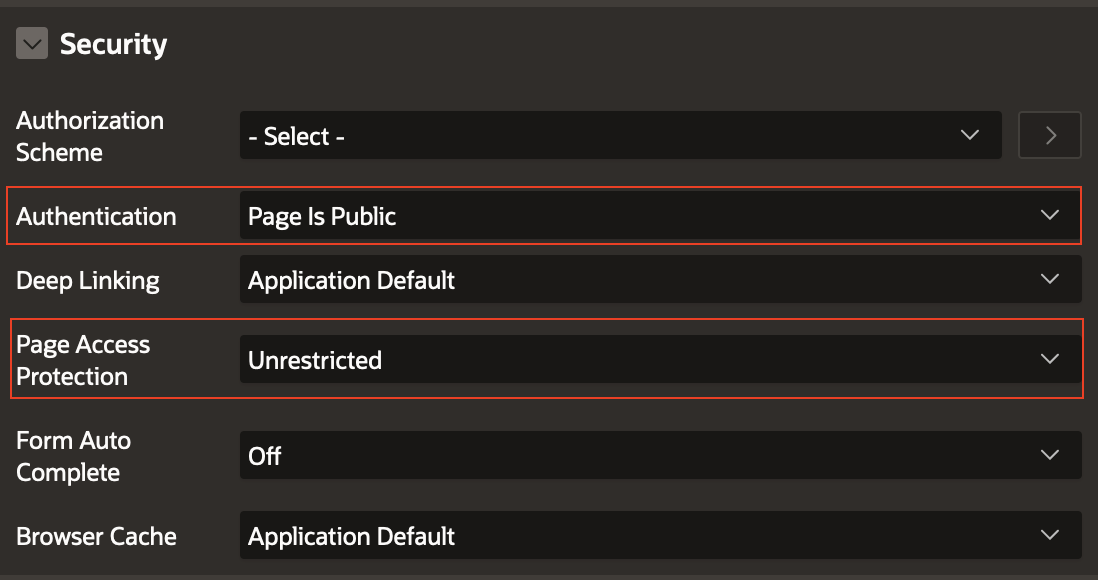 Security
Authorization
Scheme
- Select -
Authentication
Page Is Public
Deep Linking
Application Default
Page Access
Protection
Unrestricted
Form Auto
Complete
Off
Browser Cache
Application Default